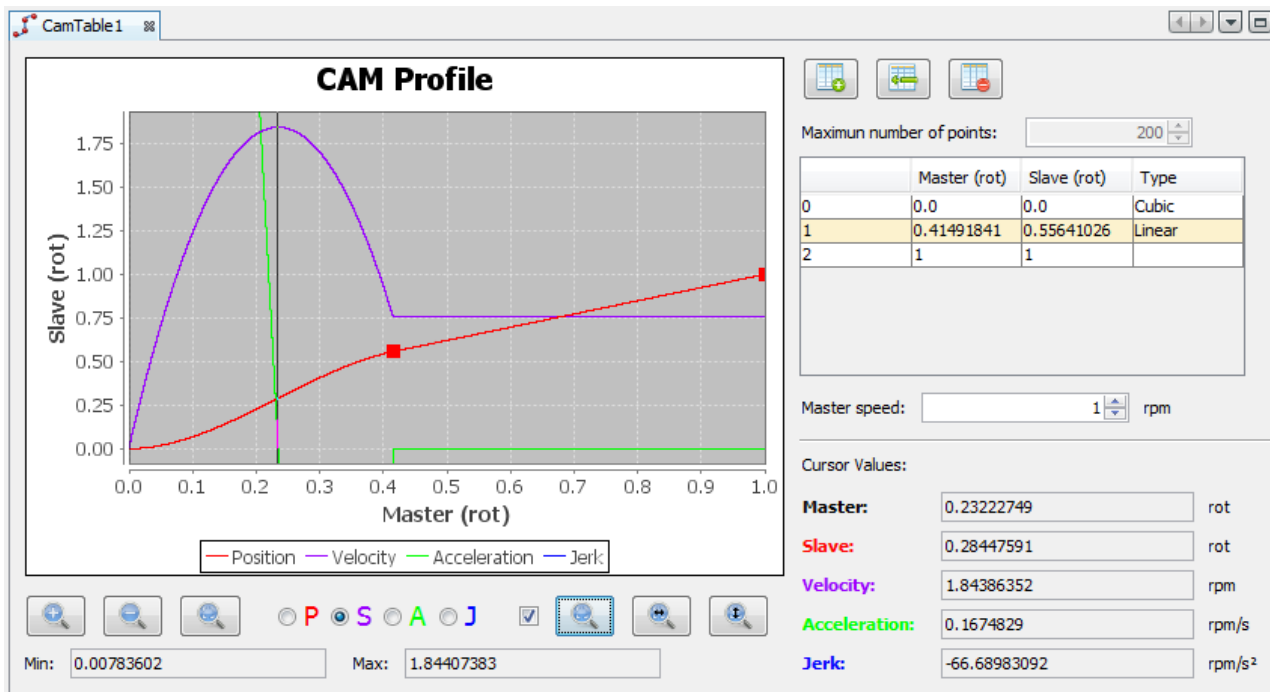 CamTable1
CAM Profile
Slave (rot)
1.75
1.50
1.25
1.00
0.75
0.50
0.25
0.00
0.0 0.1 0.2 0.3 0.4 0.5 0.6 0.7 0.8 0.9 1.0
Master (rot)
Position Velocity Acceleration Jerk
P S A J
Min: 0.00783602 Max: 1.84407383
Maximun number of points: 200
Master (rot) Slave (rot) Type
0 0.0 0.0 Cubic
1 0.41491841 0.55641026 Linear
2 1 1
Master speed: 1 rpm
Cursor Values:
Master: 0.23222749 rot
Slave: 0.28447591 rot
Velocity: 1.84386352 rpm
Acceleration: 0.1674829 rpm/s
Jerk: -66.68983092 rpm/s²